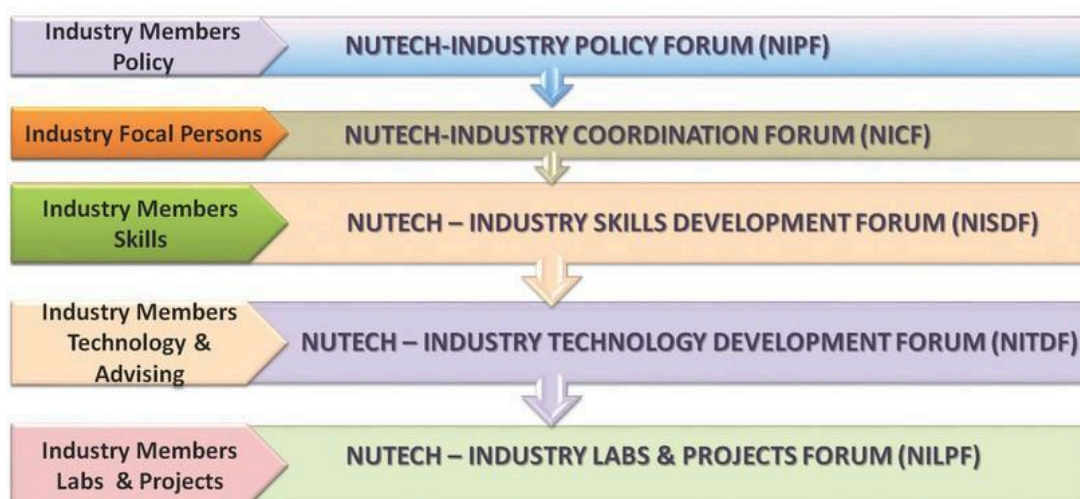 Industry Members
Policy
NUTECH-INDUSTRY POLICY FORUM (NIPF)
Industry Focal Persons
NUTECH-INDUSTRY COORDINATION FORUM (NICF)
Industry Members
Skills
NUTECH – INDUSTRY SKILLS DEVELOPMENT FORUM (NISDF)
Industry Members
Technology &
Advising
NUTECH – INDUSTRY TECHNOLOGY DEVELOPMENT FORUM (NITDF)
Industry Members
Labs & Projects
NUTECH – INDUSTRY LABS & PROJECTS FORUM (NILPF)